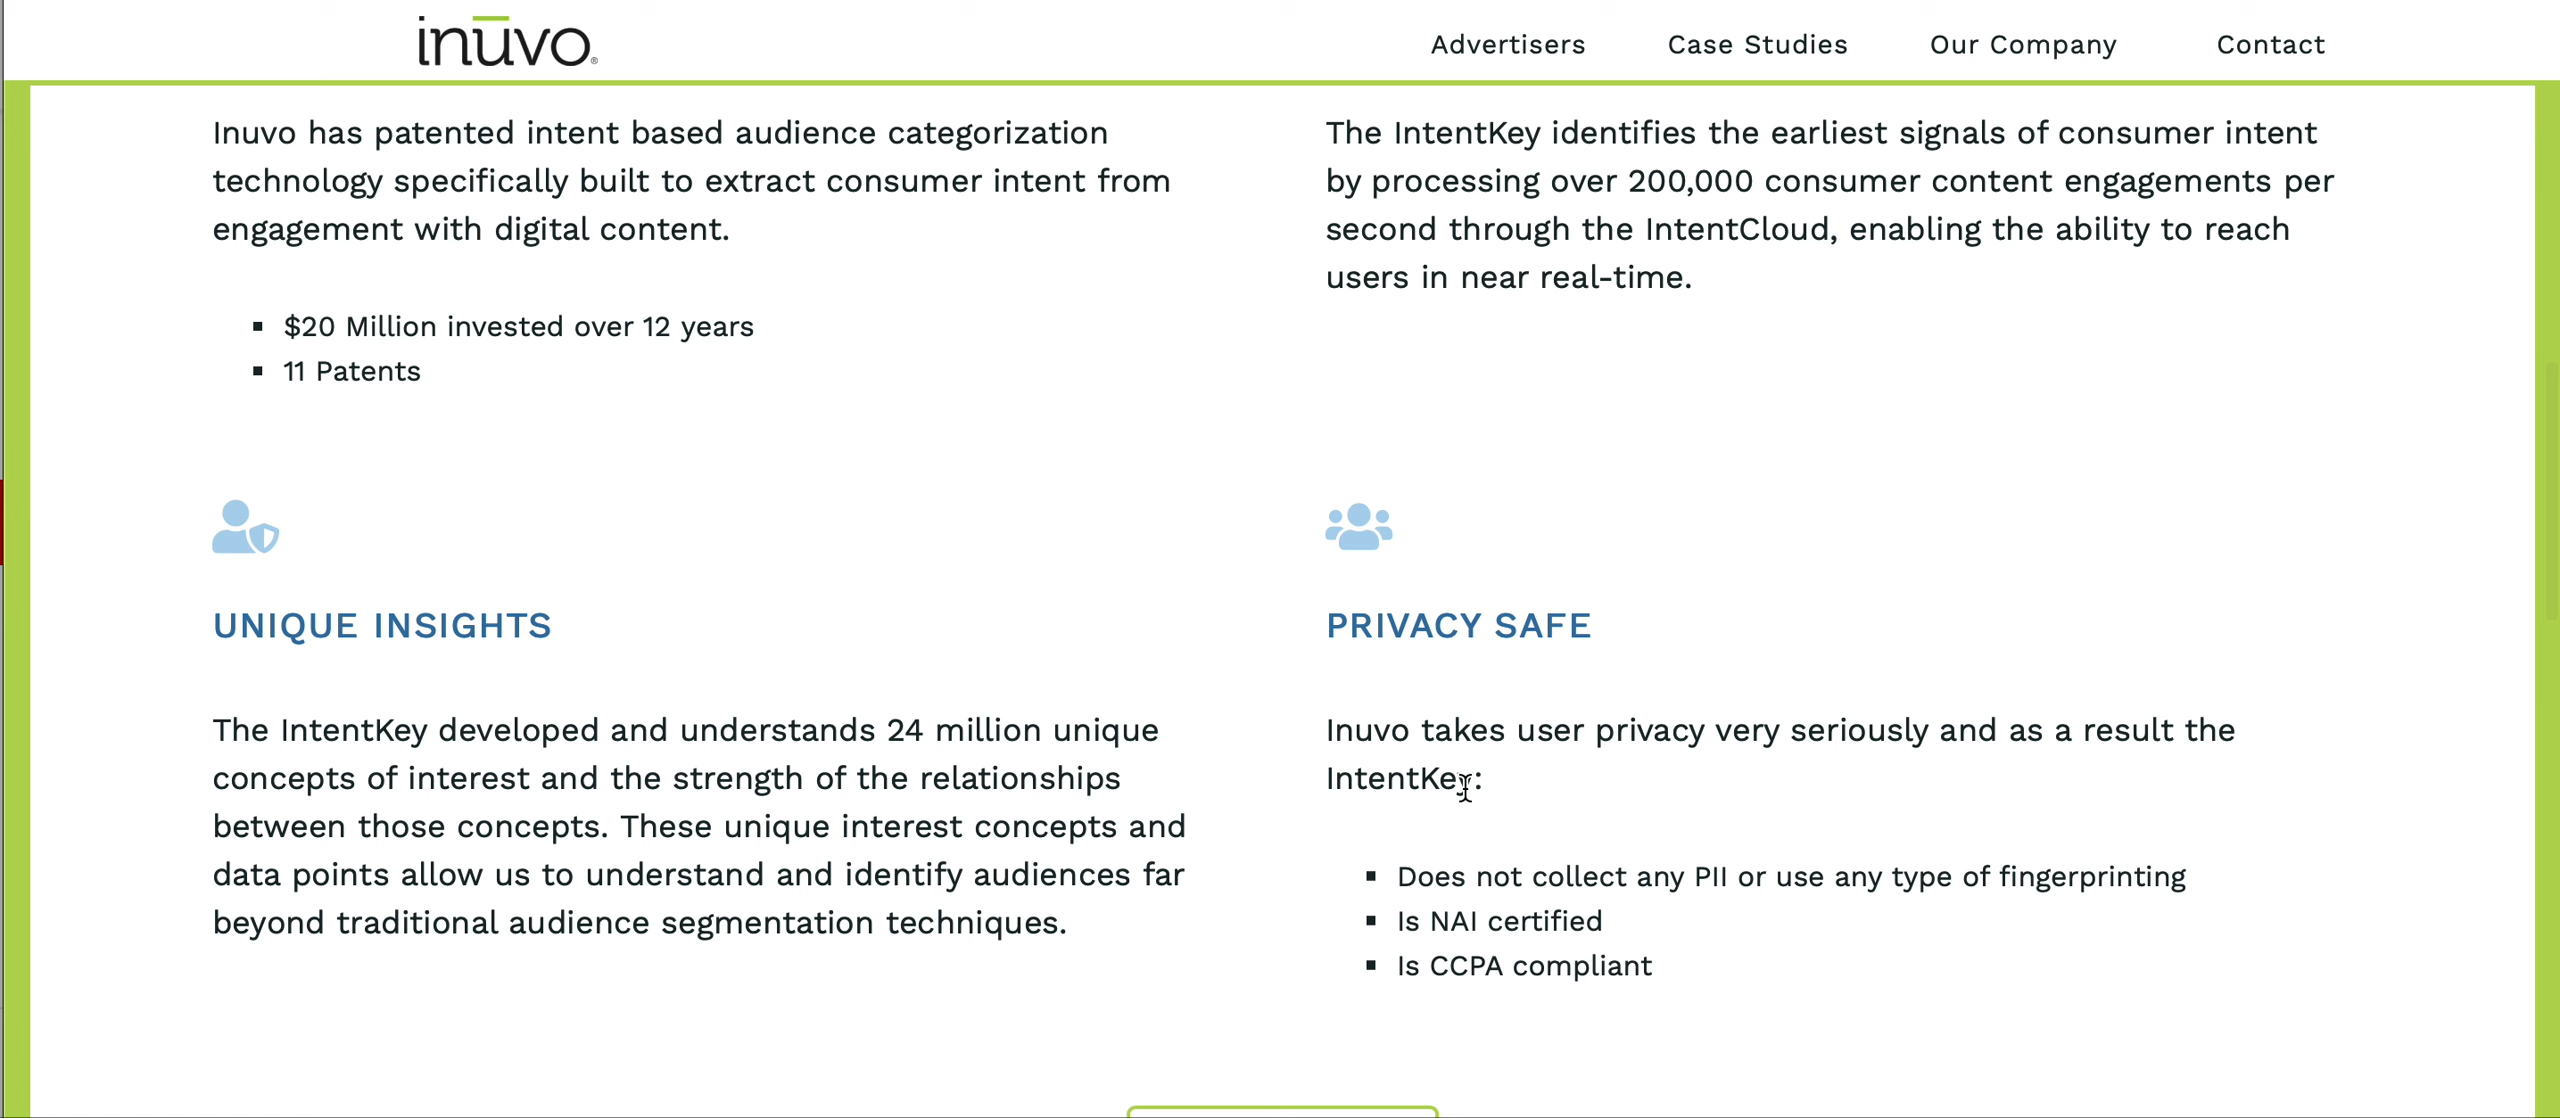 inuvo®
Advertisers
Case Studies
Our Company
Contact
Inuvo has patented intent based audience categorization
technology specifically built to extract consumer intent from
engagement with digital content.
▪ $20 Million invested over 12 years
▪ 11 Patents
The IntentKey identifies the earliest signals of consumer intent
by processing over 200,000 consumer content engagements per
second through the IntentCloud, enabling the ability to reach
users in near real-time.
UNIQUE INSIGHTS
The IntentKey developed and understands 24 million unique
concepts of interest and the strength of the relationships
between those concepts. These unique interest concepts and
data points allow us to understand and identify audiences far
beyond traditional audience segmentation techniques.
PRIVACY SAFE
Inuvo takes user privacy very seriously and as a result the
IntentKey:
▪ Does not collect any PII or use any type of fingerprinting
▪ Is NAI certified
▪ Is CCPA compliant